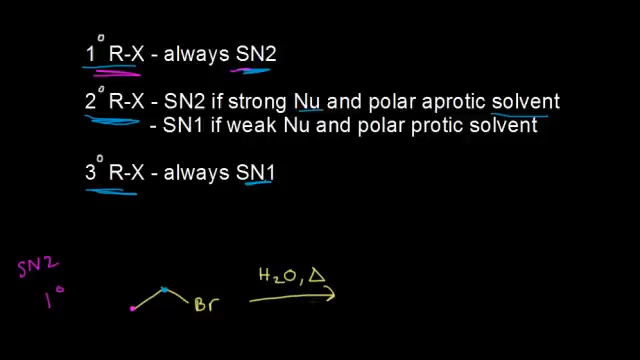 1° R-X - always SN2
2° R-X - SN2 if strong Nu and polar aprotic solvent
- SN1 if weak Nu and polar protic solvent
3° R-X - always SN1
SN2
1°
H₂O, Δ
Br